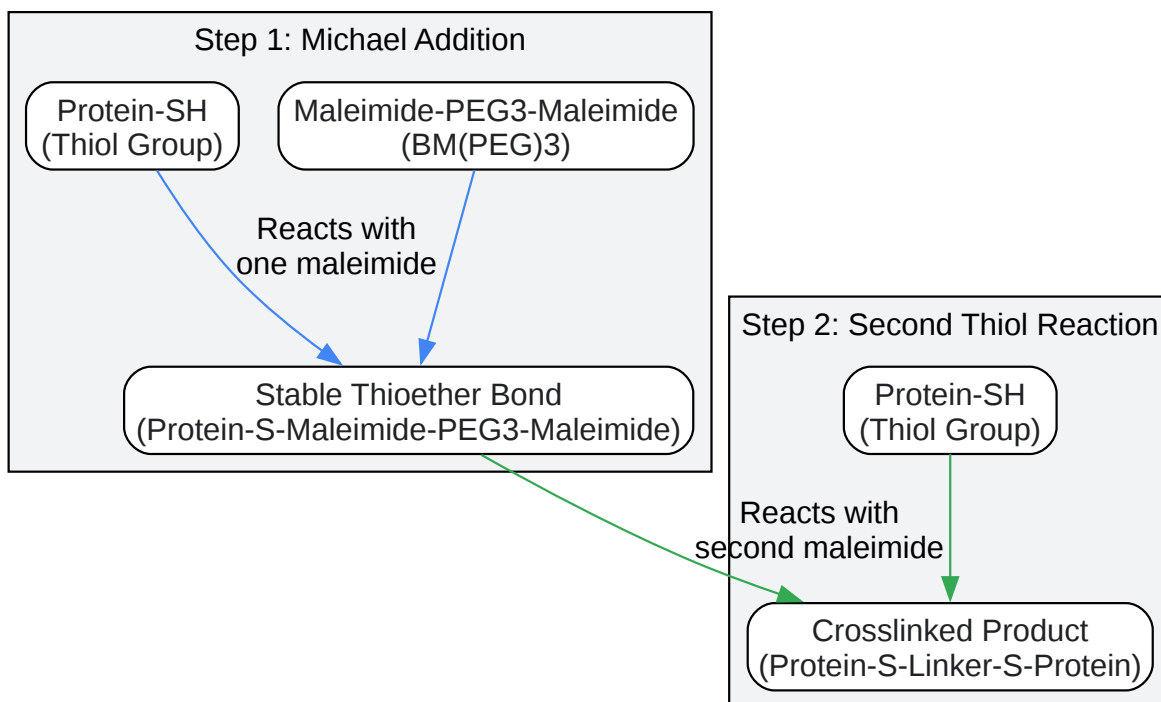 Step 1: Michael Addition
Protein-SH
(Thiol Group)
Maleimide-PEG3-Maleimide
(BM(PEG)3)
Reacts with
one maleimide
Stable Thioether Bond
(Protein-S-Maleimide-PEG3-Maleimide)
Step 2: Second Thiol Reaction
Protein-SH
(Thiol Group)
Reacts with
second maleimide
Crosslinked Product
(Protein-S-Linker-S-Protein)